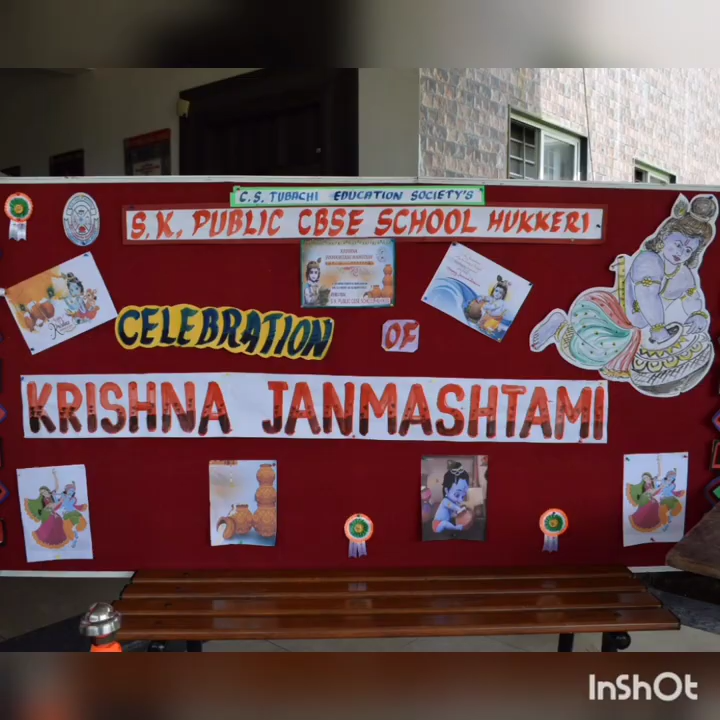 C.S. TUBACHI EDUCATION SOCIETY'S
S.K. PUBLIC CBSE SCHOOL HUKKERI
CELEBRATION OF
KRISHNA JANMASHTAMI
InShOt